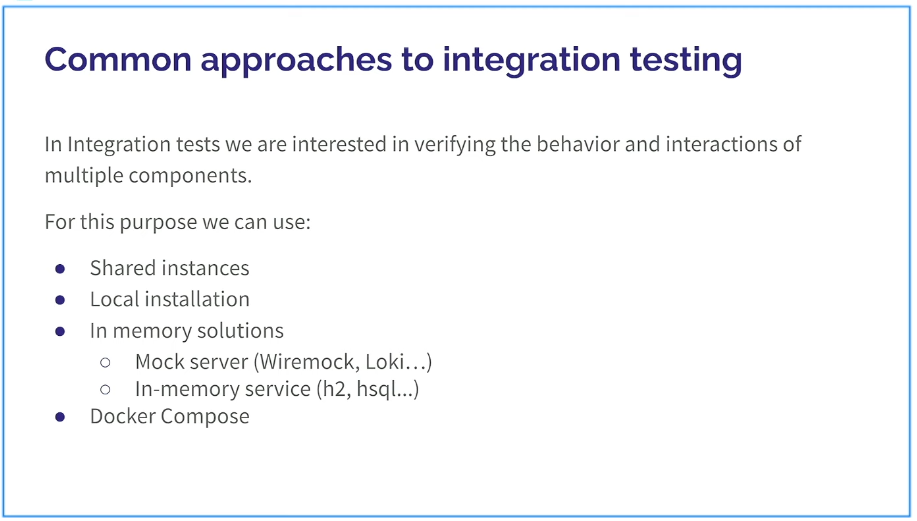 Common approaches to integration testing
In Integration tests we are interested in verifying the behavior and interactions of
multiple components.
For this purpose we can use:
● Shared instances
● Local installation
● In memory solutions
○ Mock server (Wiremock, Loki…)
○ In-memory service (h2, hsql...)
● Docker Compose